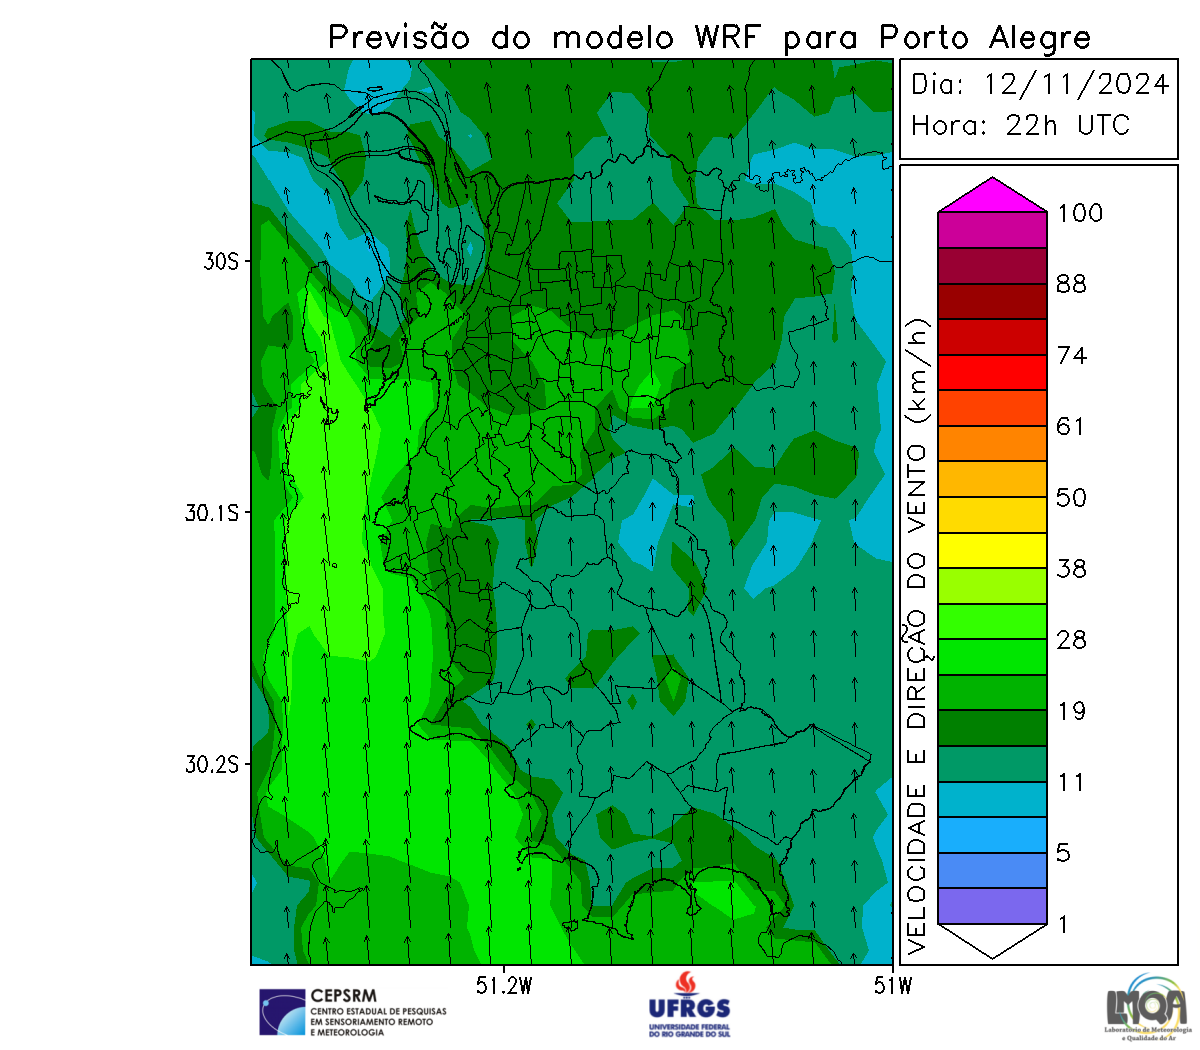 Previsão do modelo WRF para Porto Alegre
Dia: 12/11/2024
Hora: 22h UTC
30S
30.1S
30.2S
51.2W
51W
VELOCIDADE E DIREÇÃO DO VENTO (km/h)
100
88
74
61
50
38
28
19
11
5
1
CEPSRM
CENTRO ESTADUAL DE PESQUISAS
EM SENSORIAMENTO REMOTO
E METEOROLOGIA
UFRGS
UNIVERSIDADE FEDERAL
DO RIO GRANDE DO SUL
LMQA
Laboratório de Meteorologia
e Qualidade do Ar